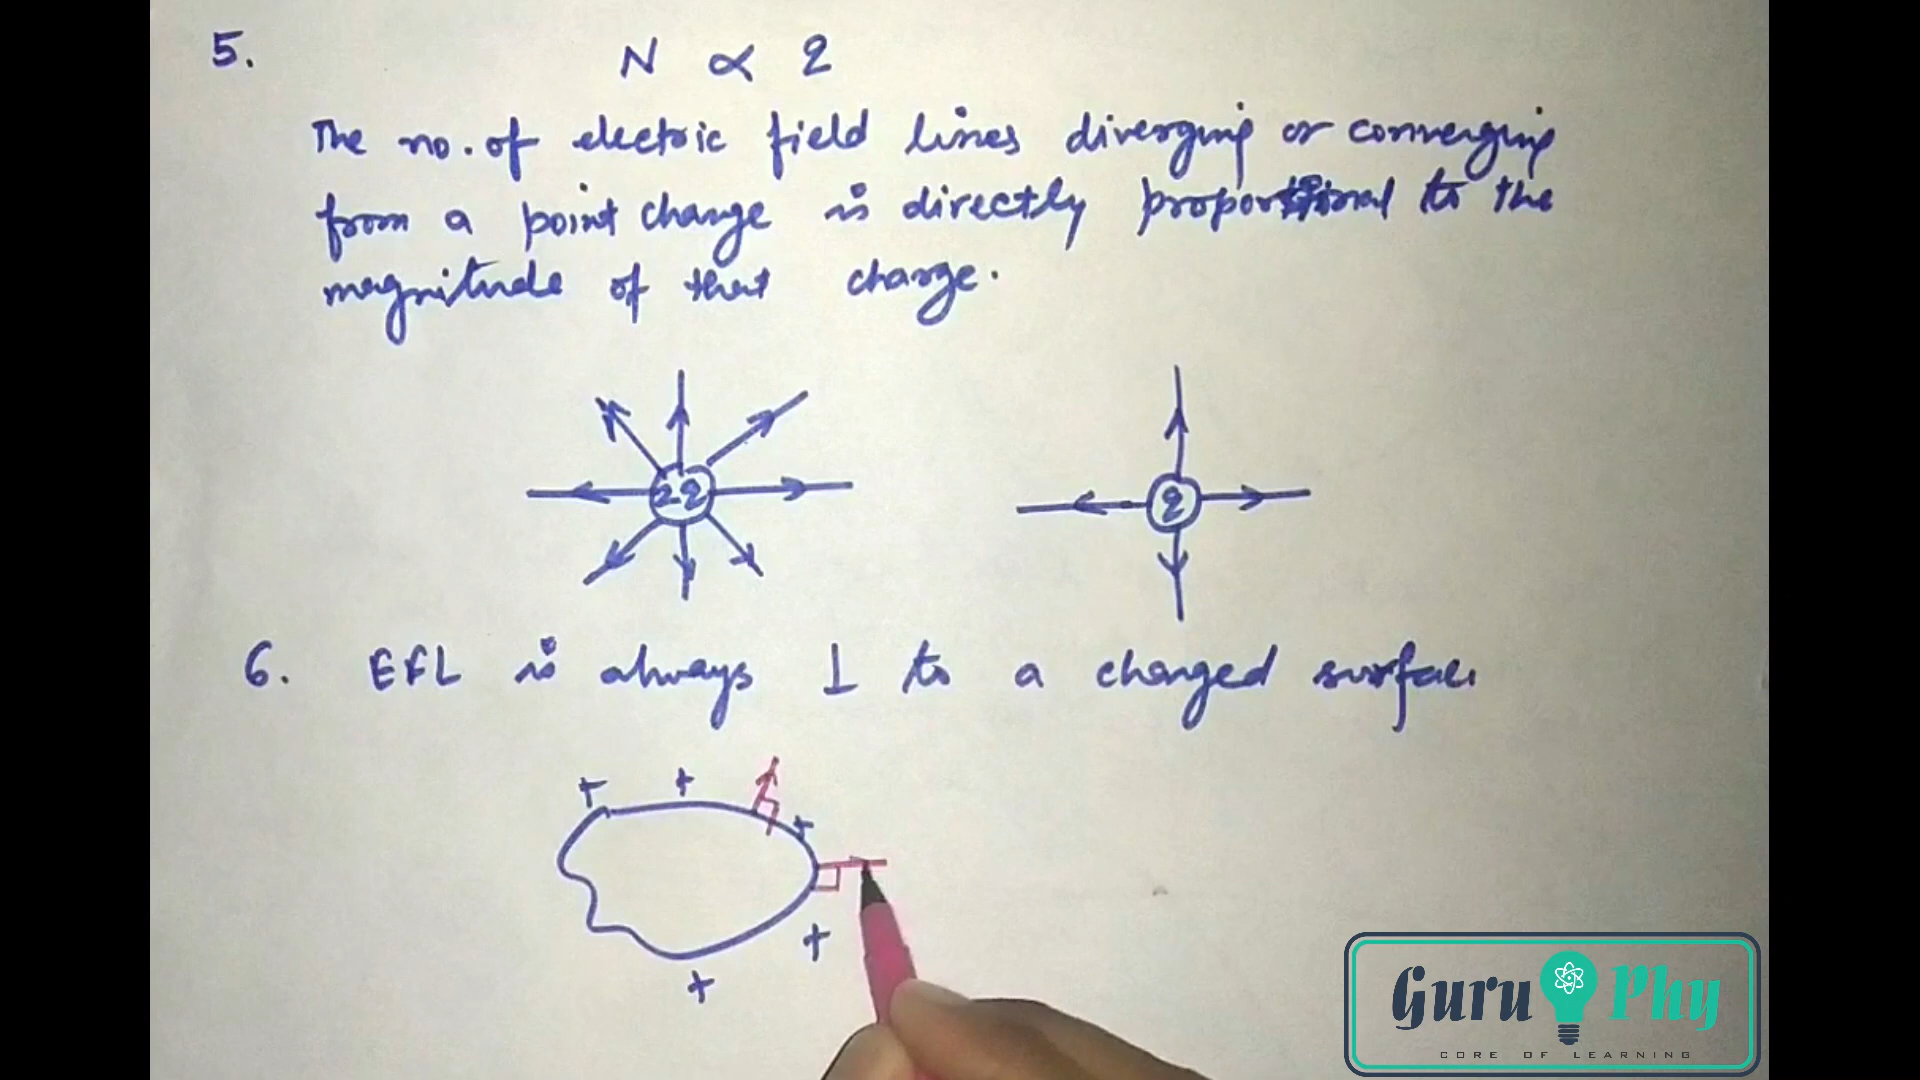 5. N ∝ q
The no. of electric field lines diverging or converging
from a point charge is directly proportional to the
magnitude of that charge.
2q q
6. EFL is always ⊥ to a charged surface
+ +
+
+
+
Guru Phy
CORE OF LEARNING